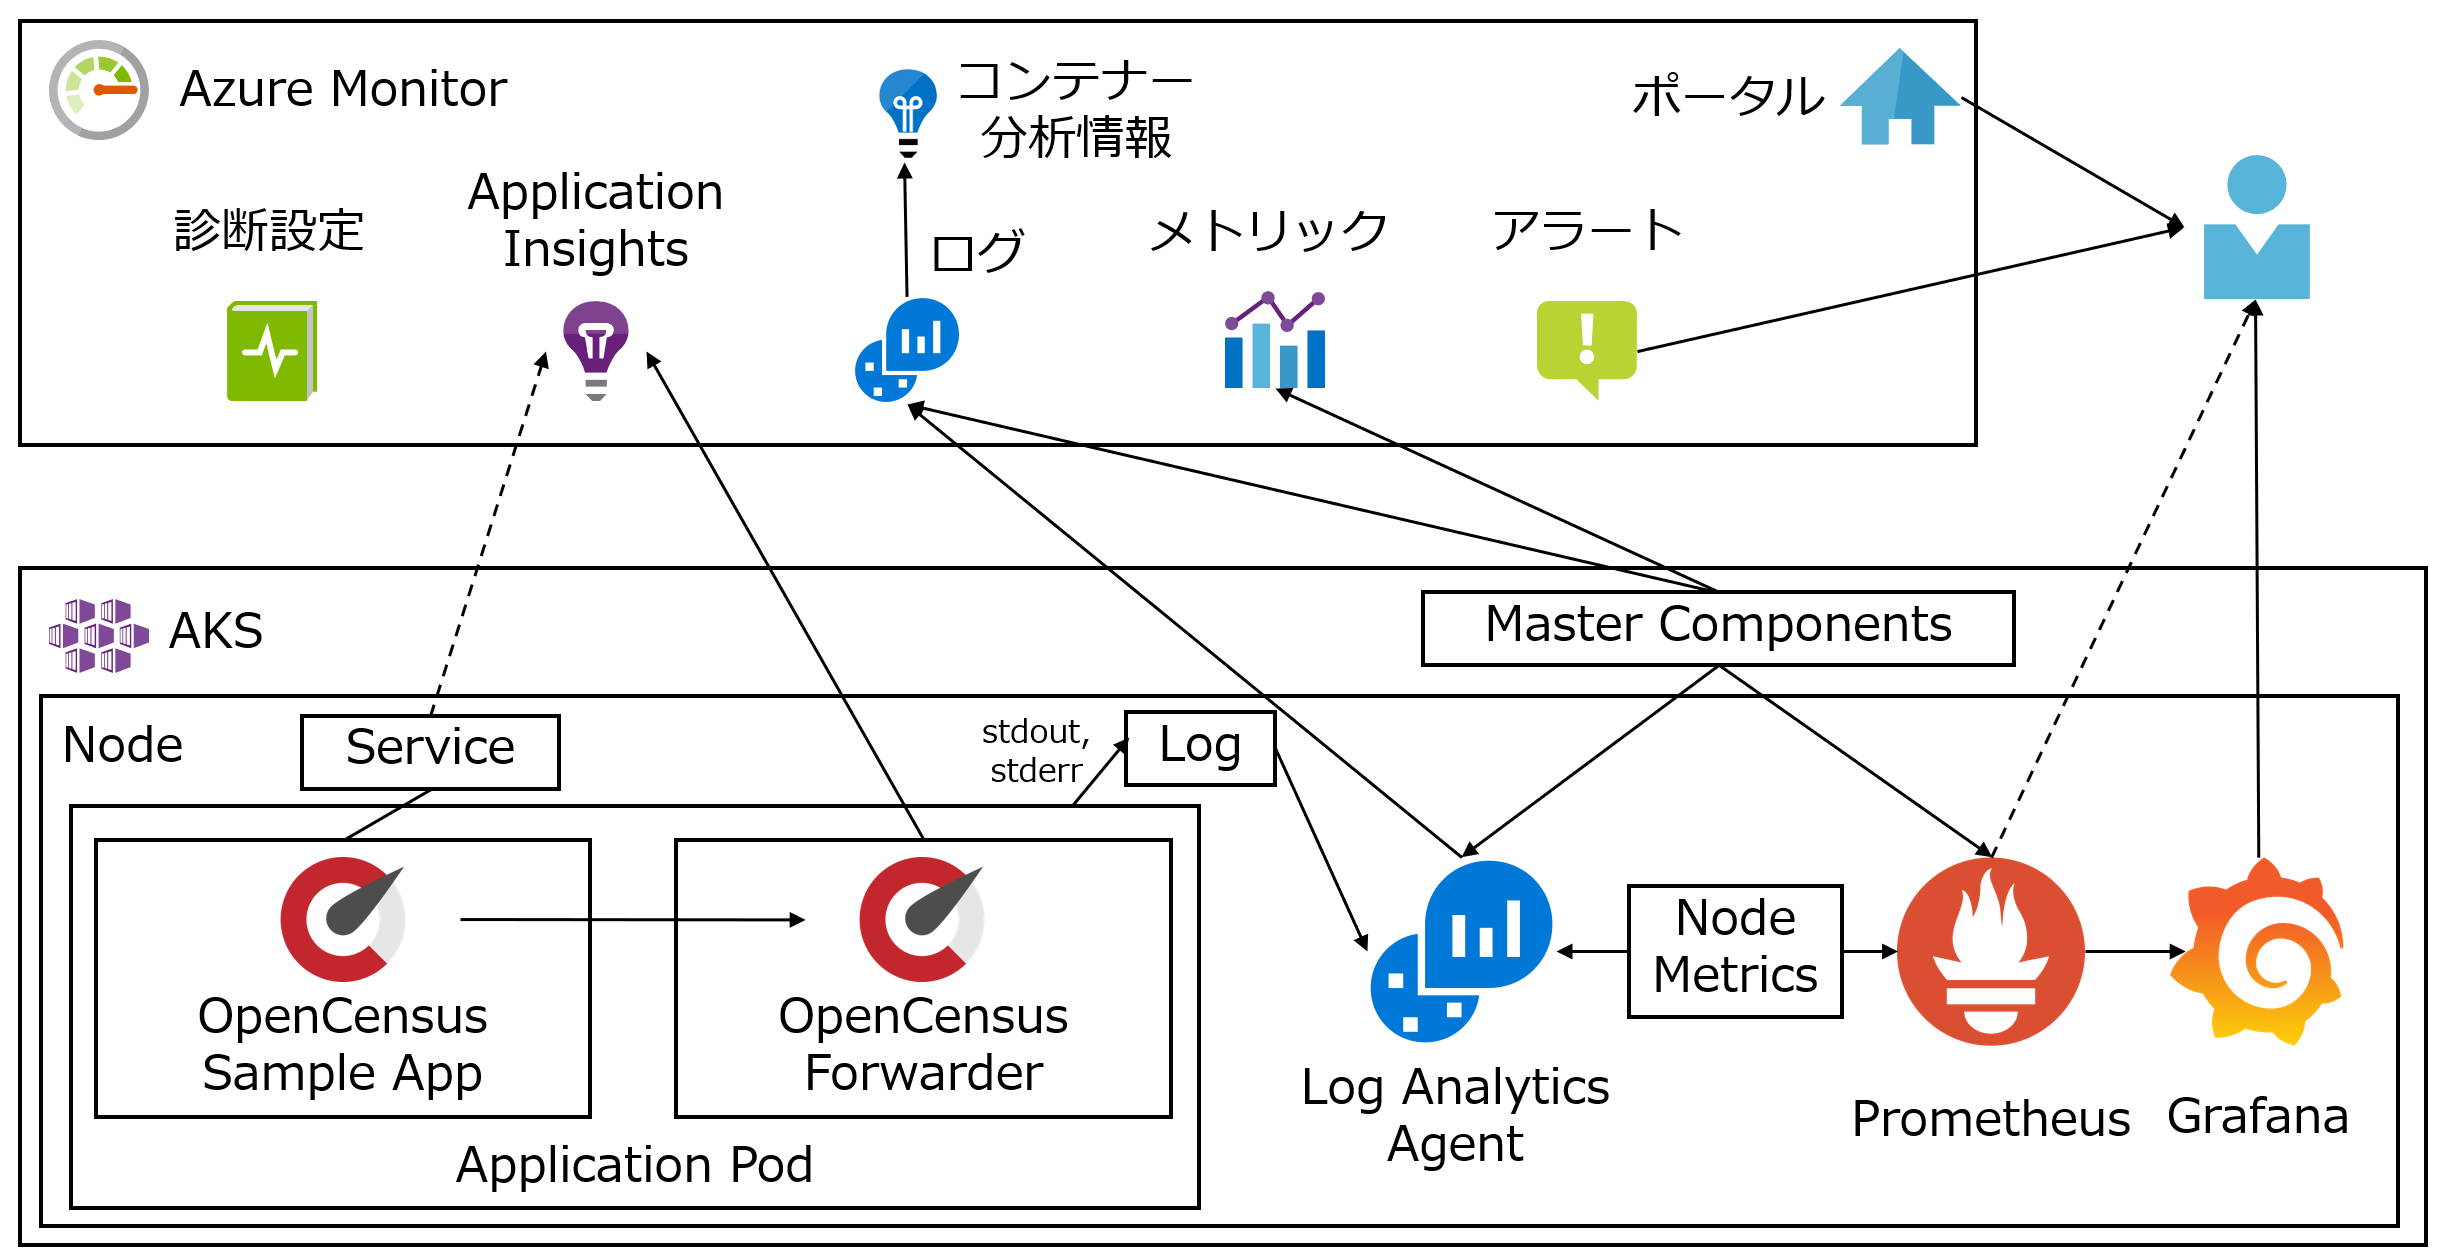 Azure Monitor
コンテナー
分析情報
ポータル
診断設定
Application
Insights
ログ
メトリック
アラート
!
AKS
Master Components
Node
Service
stdout,
stderr
Log
OpenCensus
Sample App
OpenCensus
Forwarder
Application Pod
Log Analytics
Agent
Node
Metrics
Prometheus
Grafana